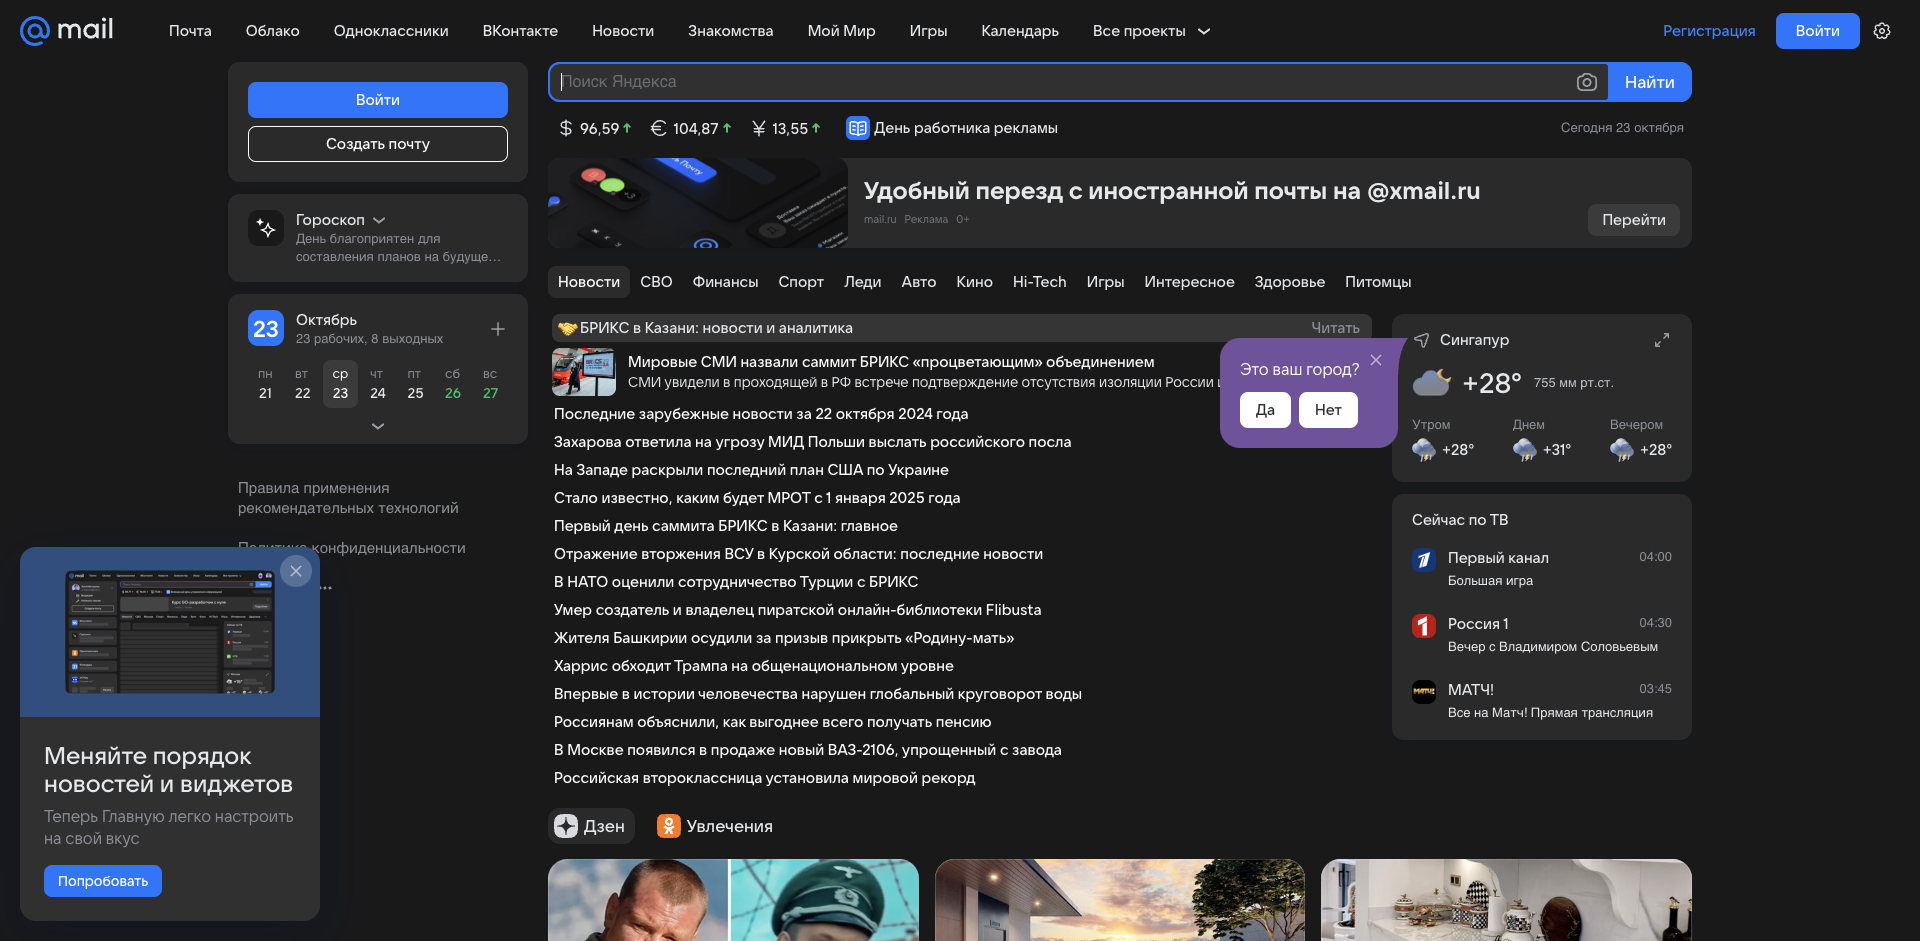 mail
Почта
Облако
Одноклассники
ВКонтакте
Новости
Знакомства
Мой Мир
Игры
Календарь
Все проекты
Регистрация
Войти
Войти
Создать почту
Гороскоп
День благоприятен для
составления планов на будуще...
23
Октябрь
23 рабочих, 8 выходных
пн вт ср чт пт сб вс
21 22 23 24 25 26 27
Правила применения
рекомендательных технологий
конфиденциальности
Меняйте порядок
новостей и виджетов
Теперь Главную легко настроить
на свой вкус
Попробовать
Поиск Яндекса
Найти
$ 96,59
€ 104,87
¥ 13,55
День работника рекламы
Сегодня 23 октября
Удобный перезд с иностранной почты на @xmail.ru
mail.ru Реклама 0+
Перейти
Новости
СВО
Финансы
Спорт
Леди
Авто
Кино
Hi-Tech
Игры
Интересное
Здоровье
Питомцы
БРИКС в Казани: новости и аналитика
Читать
Мировые СМИ назвали саммит БРИКС «процветающим» объединением
СМИ увидели в проходящей в РФ встрече подтверждение отсутствия изоляции России
Последние зарубежные новости за 22 октября 2024 года
Захарова ответила на угрозу МИД Польши выслать российского посла
На Западе раскрыли последний план США по Украине
Стало известно, каким будет МРОТ с 1 января 2025 года
Первый день саммита БРИКС в Казани: главное
Отражение вторжения ВСУ в Курской области: последние новости
В НАТО оценили сотрудничество Турции с БРИКС
Умер создатель и владелец пиратской онлайн-библиотеки Flibusta
Жителя Башкирии осудили за призыв прикрыть «Родину-мать»
Харрис обходит Трампа на общенациональном уровне
Впервые в истории человечества нарушен глобальный круговорот воды
Россиянам объяснили, как выгоднее всего получать пенсию
В Москве появился в продаже новый ВАЗ-2106, упрощенный с завода
Российская второклассница установила мировой рекорд
Дзен
Увлечения
Это ваш город?
Да
Нет
Сингапур
+28°
755 мм рт.ст.
Утром Днем Вечером
+28° +31° +28°
Сейчас по ТВ
Первый канал 04:00
Большая игра
Россия 1 04:30
Вечер с Владимиром Соловьевым
МАТЧ! 03:45
Все на Матч! Прямая трансляция